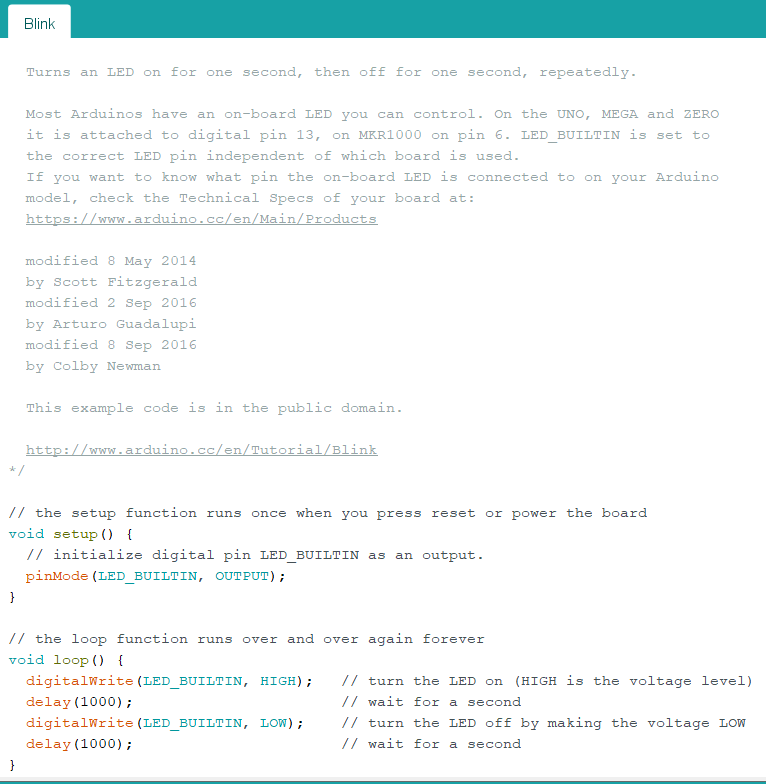 Blink
Turns an LED on for one second, then off for one second, repeatedly.
Most Arduinos have an on-board LED you can control. On the UNO, MEGA and ZERO
it is attached to digital pin 13, on MKR1000 on pin 6. LED_BUILTIN is set to
the correct LED pin independent of which board is used.
If you want to know what pin the on-board LED is connected to on your Arduino
model, check the Technical Specs of your board at:
https://www.arduino.cc/en/Main/Products
modified 8 May 2014
by Scott Fitzgerald
modified 2 Sep 2016
by Arturo Guadalupi
modified 8 Sep 2016
by Colby Newman
This example code is in the public domain.
http://www.arduino.cc/en/Tutorial/Blink
*/
// the setup function runs once when you press reset or power the board
void setup() {
  // initialize digital pin LED_BUILTIN as an output.
  pinMode(LED_BUILTIN, OUTPUT);
}
// the loop function runs over and over again forever
void loop() {
  digitalWrite(LED_BUILTIN, HIGH);   // turn the LED on (HIGH is the voltage level)
  delay(1000);                       // wait for a second
  digitalWrite(LED_BUILTIN, LOW);    // turn the LED off by making the voltage LOW
  delay(1000);                       // wait for a second
}